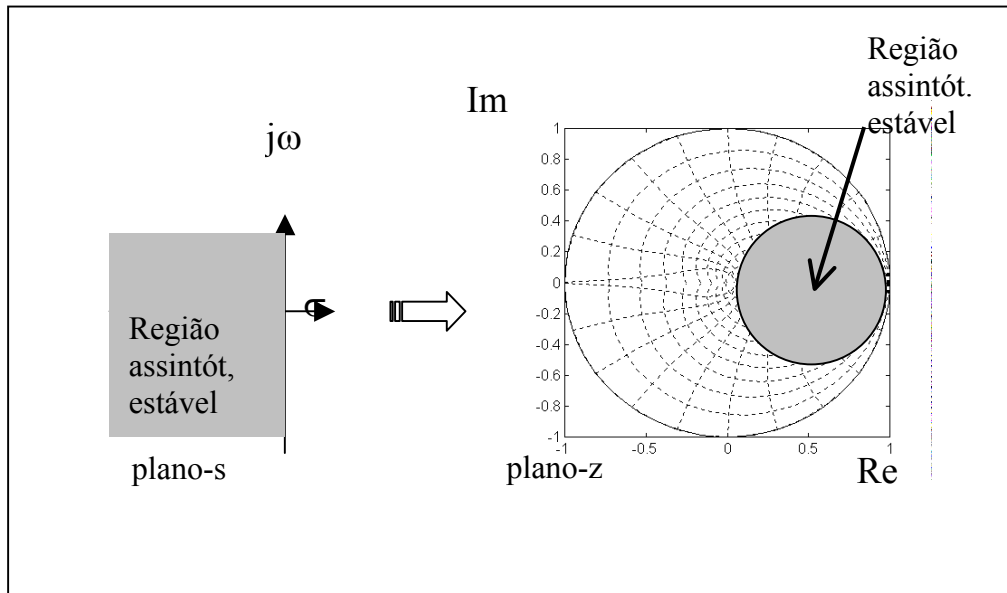 Região
assintót.
estável
Im
jω
σ
Região
assintót,
estável
plano-s
1
0.8
0.6
0.4
0.2
0
-0.2
-0.4
-0.6
-0.8
-1
-1
-0.5
0
0.5
1
plano-z
Re